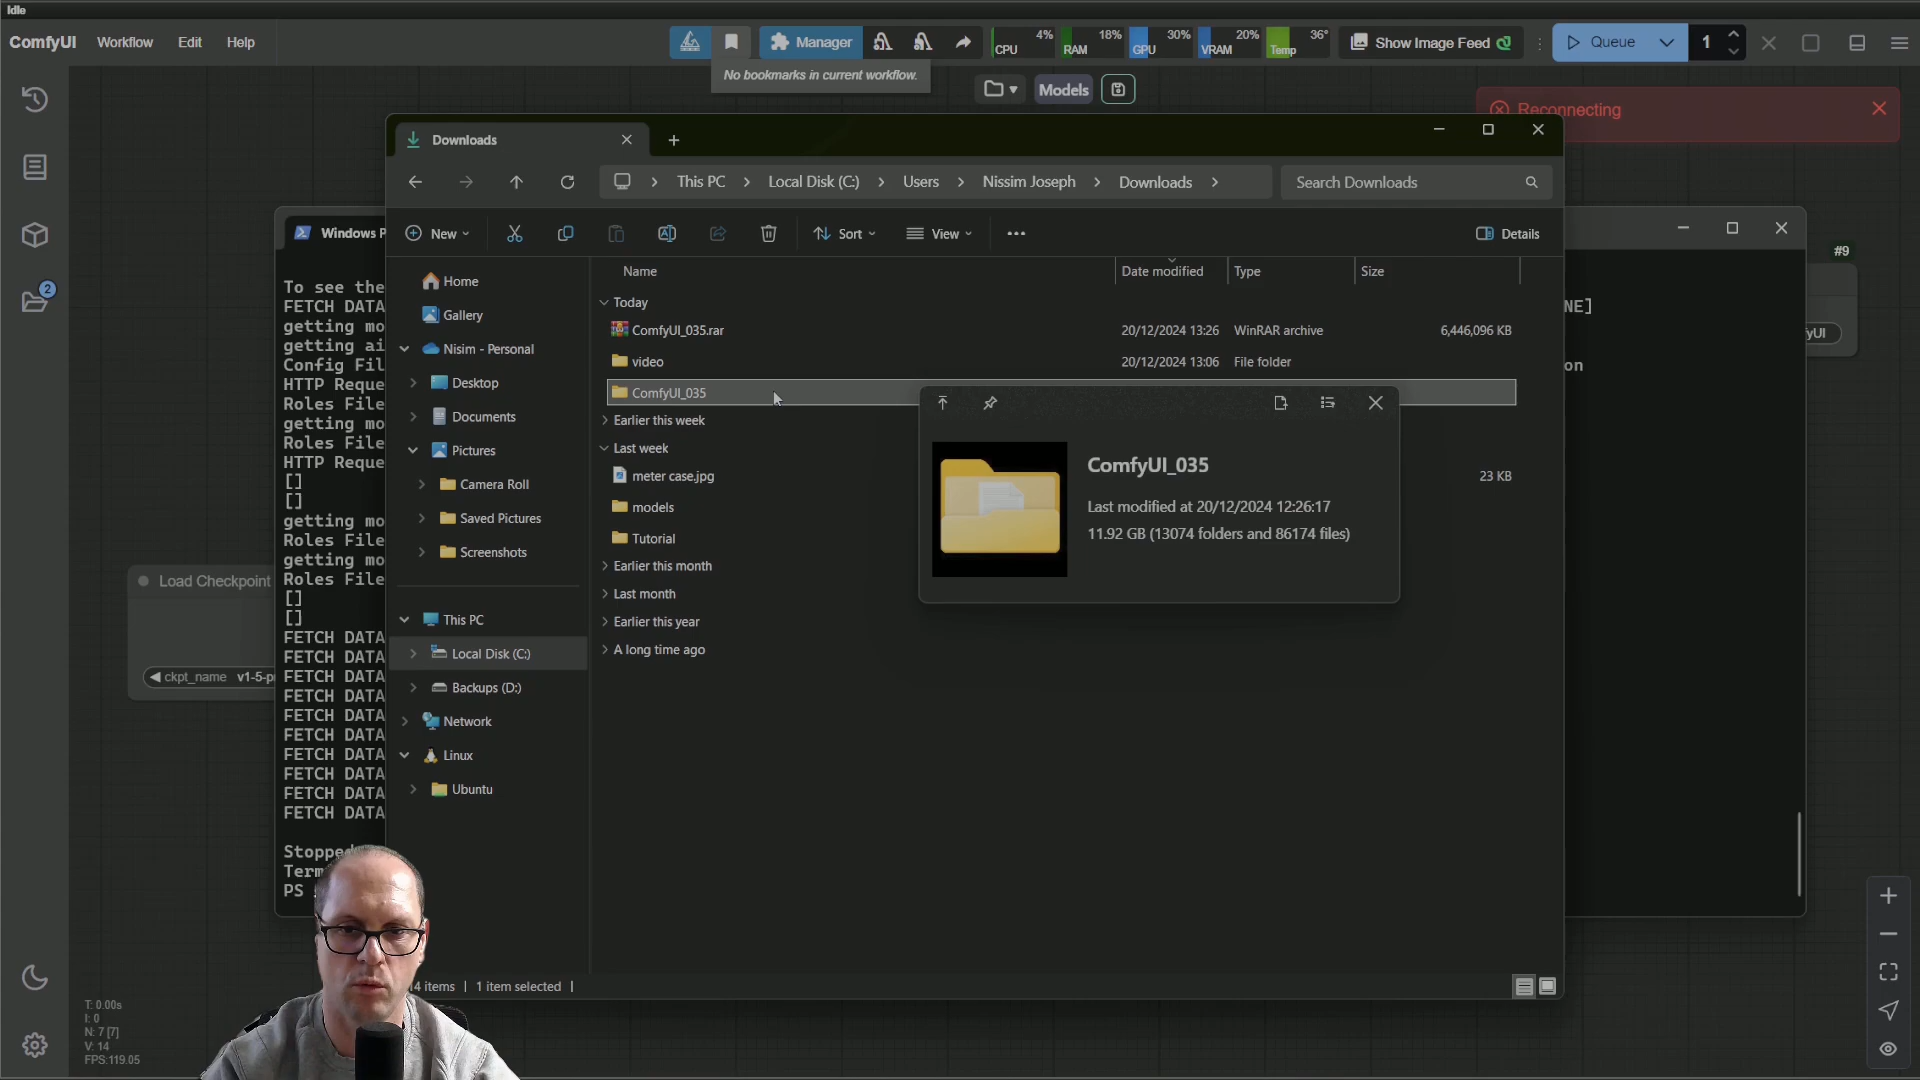 Idle
ComfyUI Workflow Edit Help
Manager
CPU 4% RAM 18% GPU 30% VRAM 20% Temp 36°
Show Image Feed
Queue 1
No bookmarks in current workflow.
Models
Reconnecting
Downloads
This PC > Local Disk (C:) > Users > Nissim Joseph > Downloads >
Search Downloads
New Sort View Details
Name Date modified Type Size
Today
ComfyUI_035.rar 20/12/2024 13:26 WinRAR archive 6,446,096 KB
video 20/12/2024 13:06 File folder
ComfyUI_035
Earlier this week
Last week
meter case.jpg 23 KB
models
Tutorial
Earlier this month
Last month
Earlier this year
A long time ago
ComfyUI_035
Last modified at 20/12/2024 12:26:17
11.92 GB (13074 folders and 86174 files)
Home
Gallery
Nisim - Personal
Desktop
Documents
Pictures
Camera Roll
Saved Pictures
Screenshots
This PC
Local Disk (C:)
Backups (D:)
Network
Linux
Ubuntu
items | 1 item selected |
Windows P
To see the
FETCH DATA NE]
getting mo
getting ai
Config Fil on
HTTP Reque
Roles File
getting mo
Roles File
HTTP Reque
[]
[]
getting mo
Roles File
getting mo
Roles File
[]
[]
FETCH DATA
FETCH DATA
FETCH DATA
FETCH DATA
FETCH DATA
FETCH DATA
FETCH DATA
FETCH DATA
FETCH DATA
FETCH DATA
Stopped
Term
PS
Load Checkpoint
ckpt_name v1-5-p
#9
yUI
2
T: 0.00s
I: 0
N: 7 [7]
V: 14
FPS:119.05